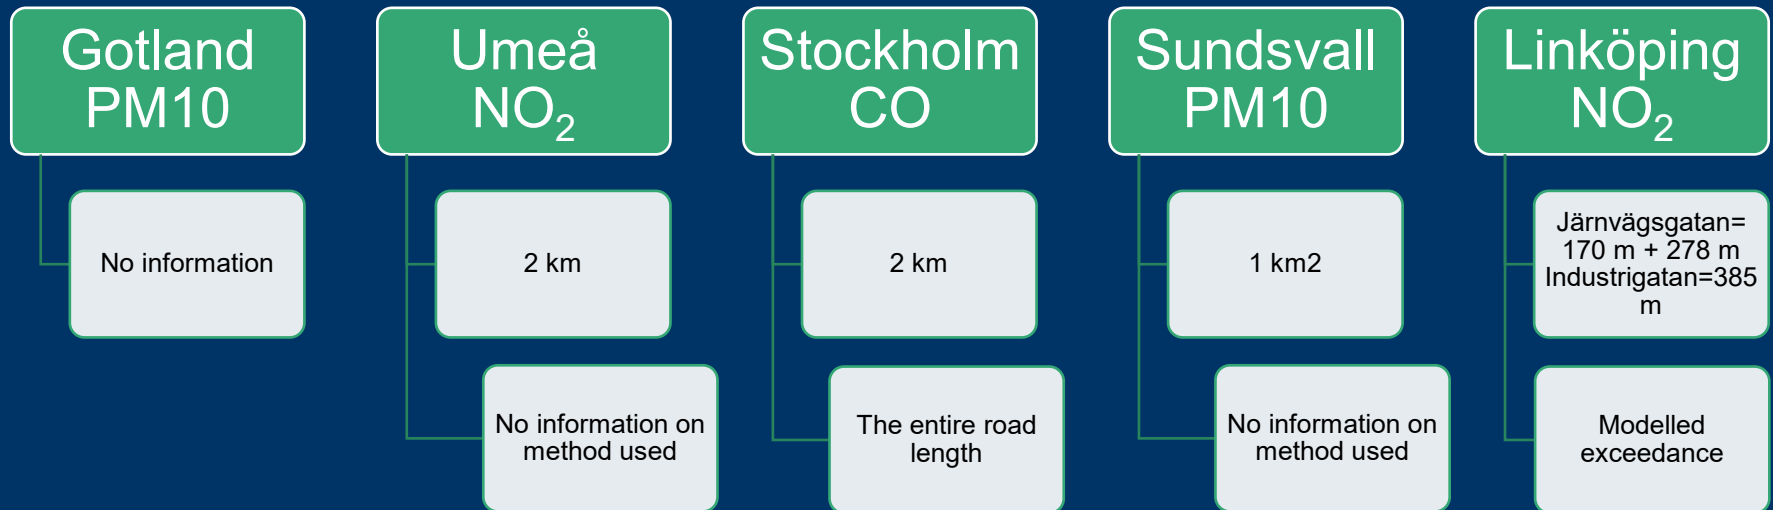 Gotland
PM10
No information
Umeå
NO₂
2 km
No information on
method used
Stockholm
CO
2 km
The entire road
length
Sundsvall
PM10
1 km2
No information on
method used
Linköping
NO₂
Järnvägsgatan=
170 m + 278 m
Industrigatan=385
m
Modelled
exceedance